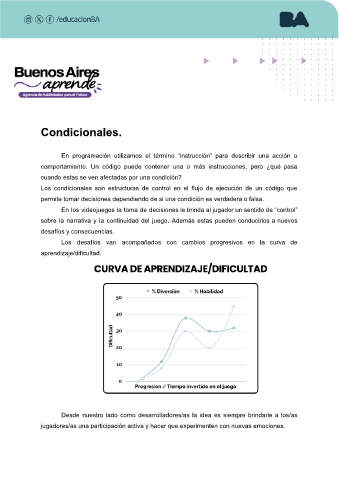 /educacionBA
BA
Buenos Aires
aprende
Agencia de Habilidades para el Futuro
Condicionales.
En programación utilizamos el término “instrucción” para describir una acción o
comportamiento. Un código puede contener una o más instrucciones, pero ¿qué pasa
cuando estas se ven afectadas por una condición?
Los condicionales son estructuras de control en el flujo de ejecución de un código que
permite tomar decisiones dependiendo de si una condición es verdadera o falsa.
En los videojuegos la toma de decisiones le brinda al jugador un sentido de “control”
sobre la narrativa y la continuidad del juego. Además estas pueden conducirlos a nuevos
desafíos y consecuencias.
Los desafíos van acompañados con cambios progresivos en la curva de
aprendizaje/dificultad.
CURVA DE APRENDIZAJE/DIFICULTAD
% Diversión % Habilidad
50
40
30
20
10
0
Dificultad
Progresion / Tiempo invertido en el juego
Desde nuestro lado como desarrolladores/as la idea es siempre brindarle a los/as
jugadores/as una participación activa y hacer que experimenten con nuevas emociones.